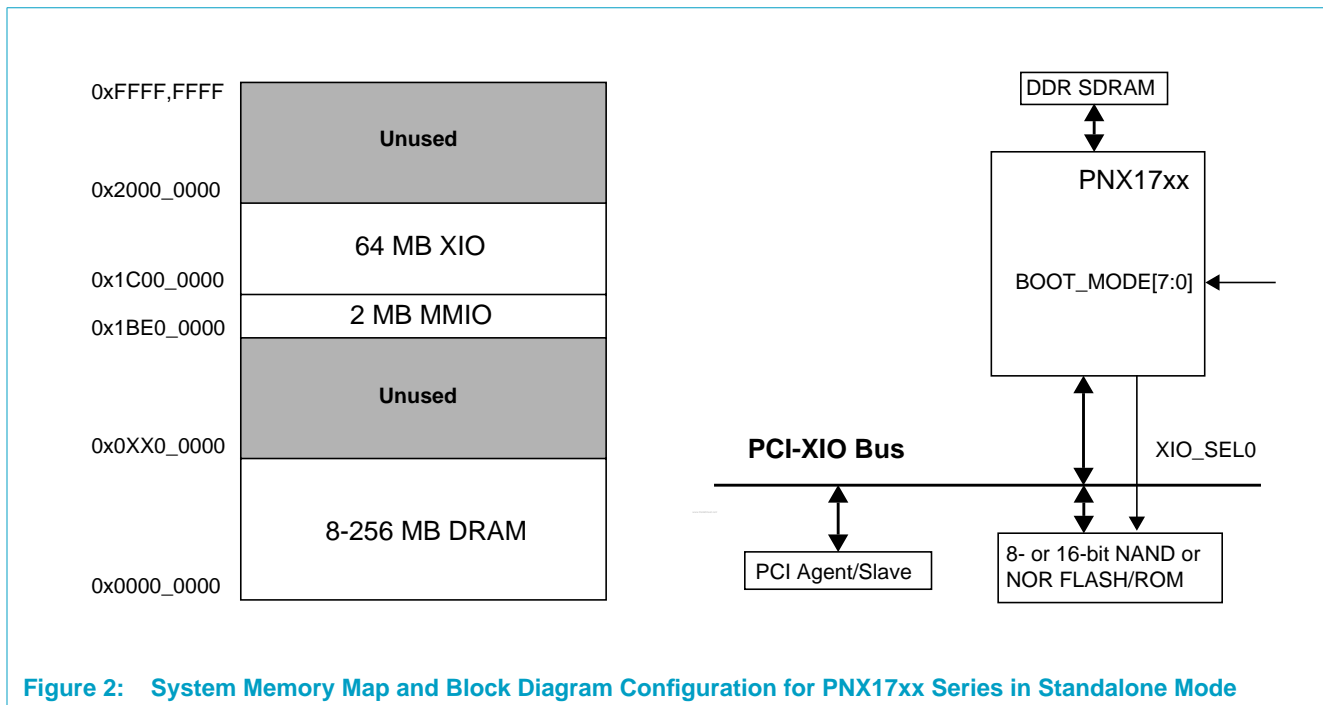 0xFFFF,FFFF
Unused
0x2000_0000
64 MB XIO
0x1C00_0000
2 MB MMIO
0x1BE0_0000
Unused
0x0XX0_0000
8-256 MB DRAM
0x0000_0000
DDR SDRAM
PNX17xx
BOOT_MODE[7:0]
PCI-XIO Bus
XIO_SEL0
PCI Agent/Slave
8- or 16-bit NAND or
NOR FLASH/ROM
Figure 2: System Memory Map and Block Diagram Configuration for PNX17xx Series in Standalone Mode